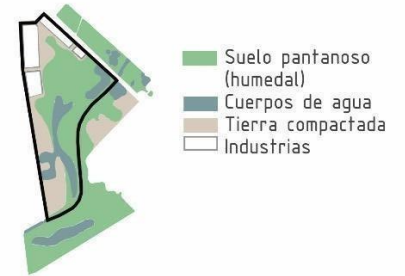 Suelo pantanoso
(humedal)
Cuerpos de agua
Tierra compactada
Industrias